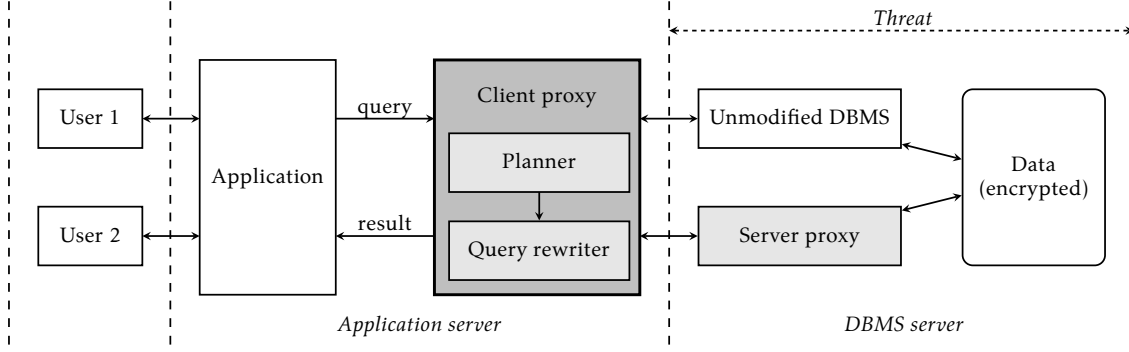 Threat
User 1
query
Client proxy
Unmodified DBMS
Planner
Application
Data
(encrypted)
User 2
result
Query rewriter
Server proxy
Application server
DBMS server